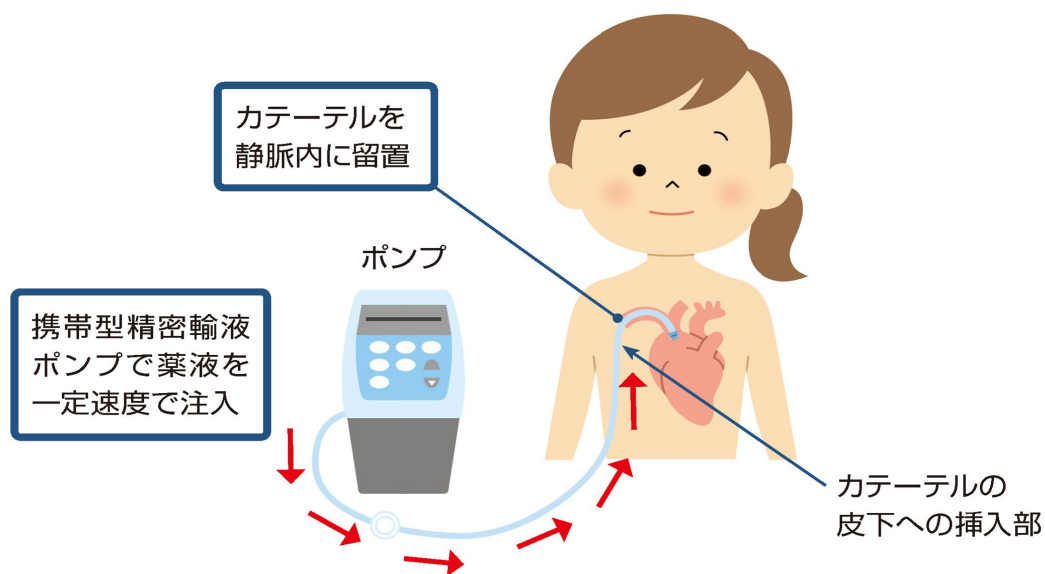 カテーテルを
静脈内に留置
ポンプ
携帯型精密輸液
ポンプで薬液を
一定速度で注入
カテーテルの
皮下への挿入部